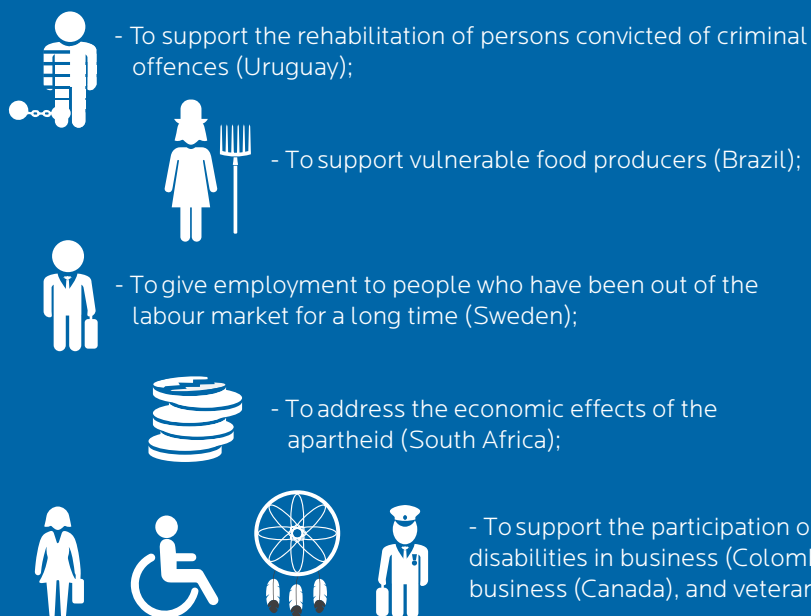 - To support the rehabilitation of persons convicted of criminal
offences (Uruguay);
- To support vulnerable food producers (Brazil);
- To give employment to people who have been out of the
labour market for a long time (Sweden);
- To address the economic effects of the
apartheid (South Africa);
- To support the participation
disabilities in business
business (Canada), and